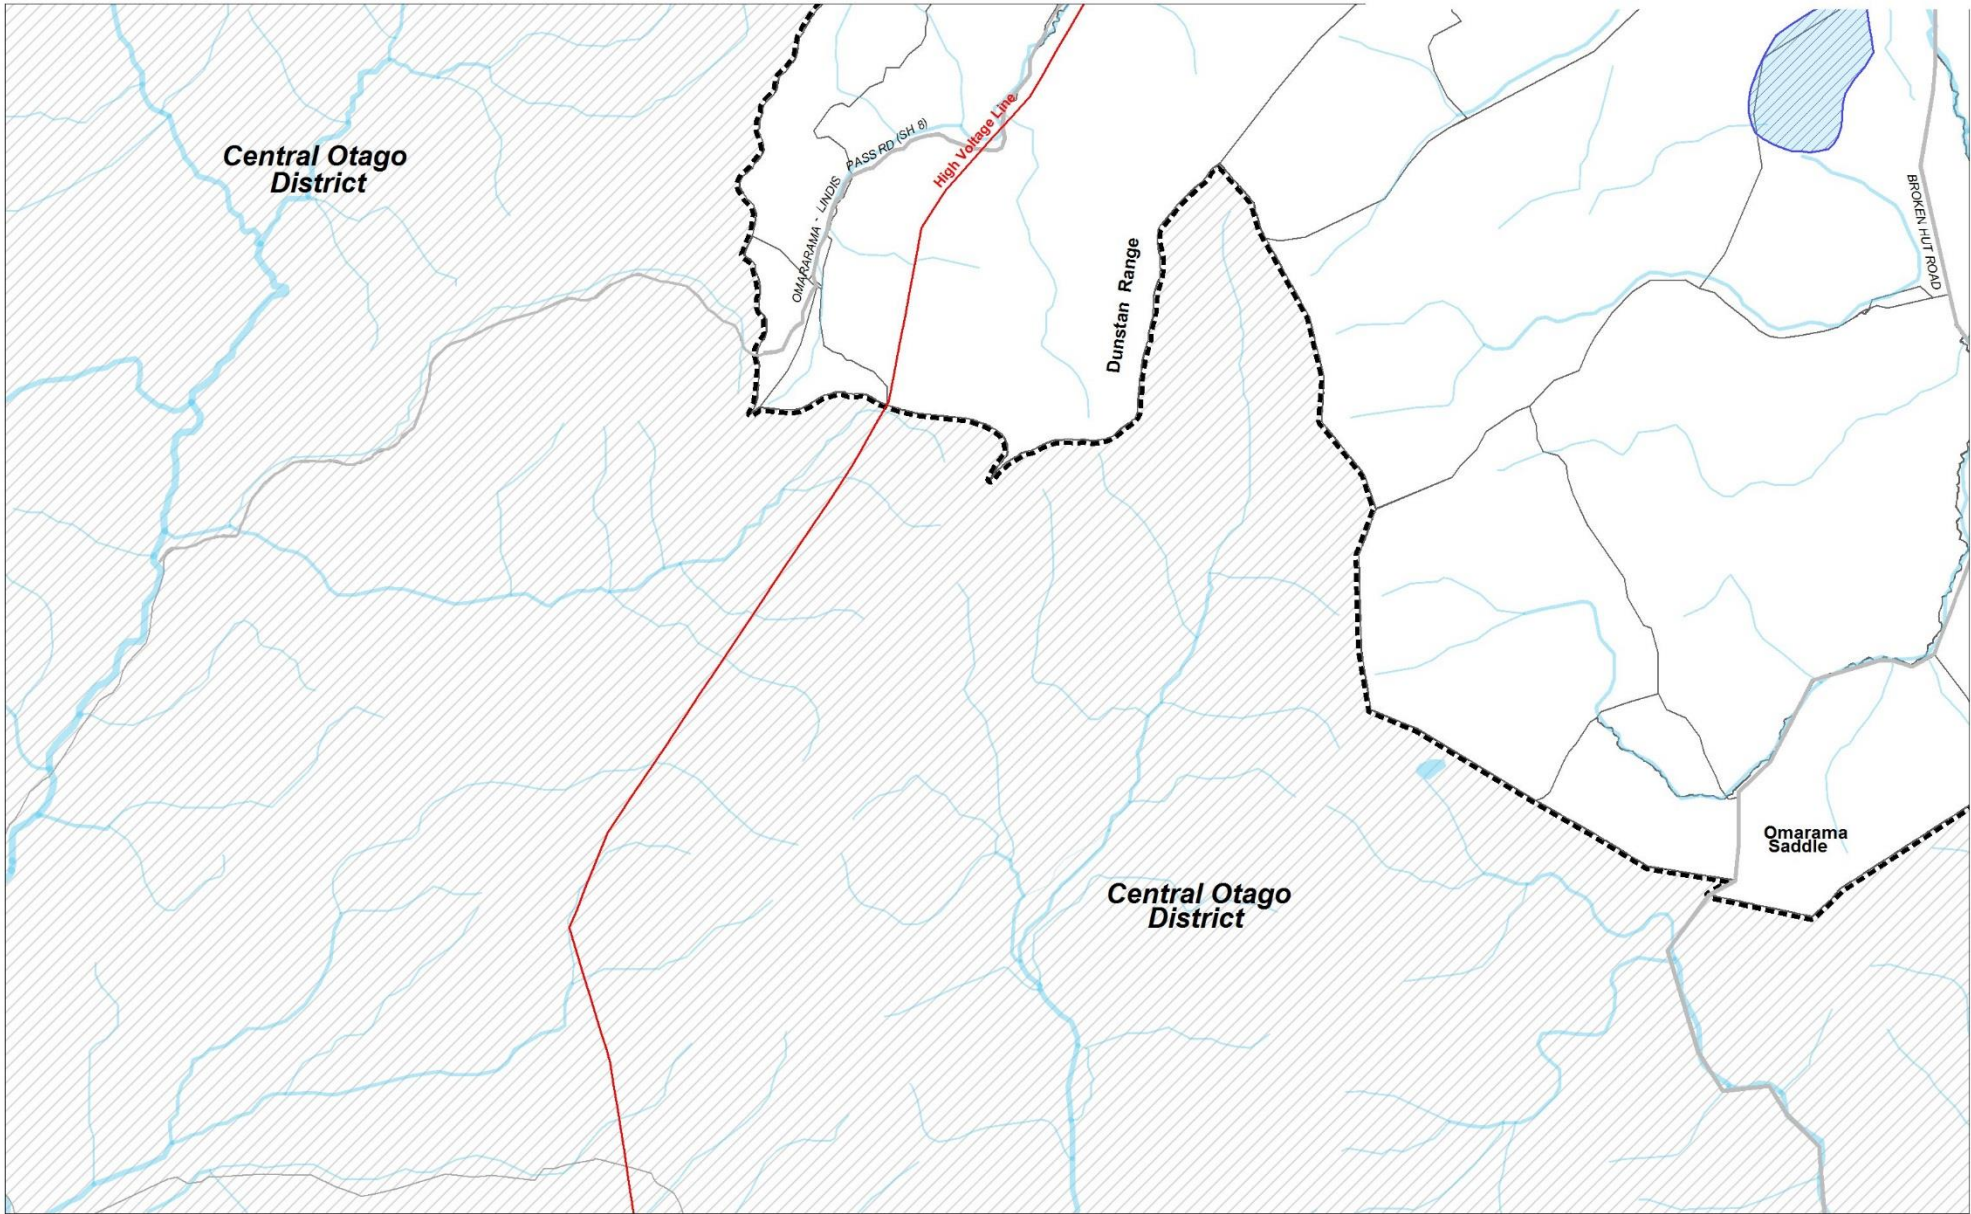 Central Otago
District
OMARARAMA - LINDIS PASS RD (SH 8)
High Voltage Line
Dunstan Range
BROKEN HUT ROAD
Omarama
Saddle
Central Otago
District